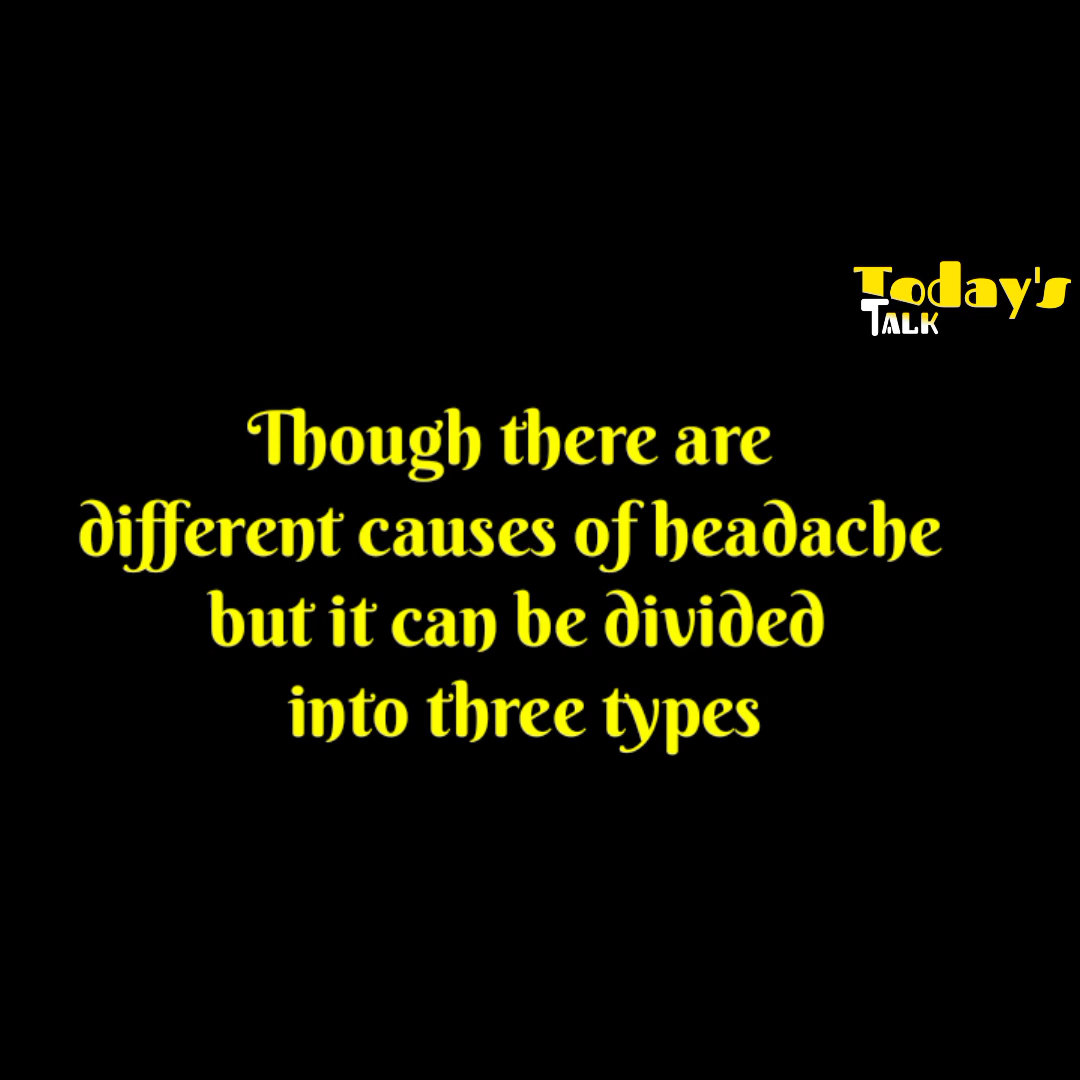 Today's
TALK
Though there are
different causes of headache
but it can be divided
into three types